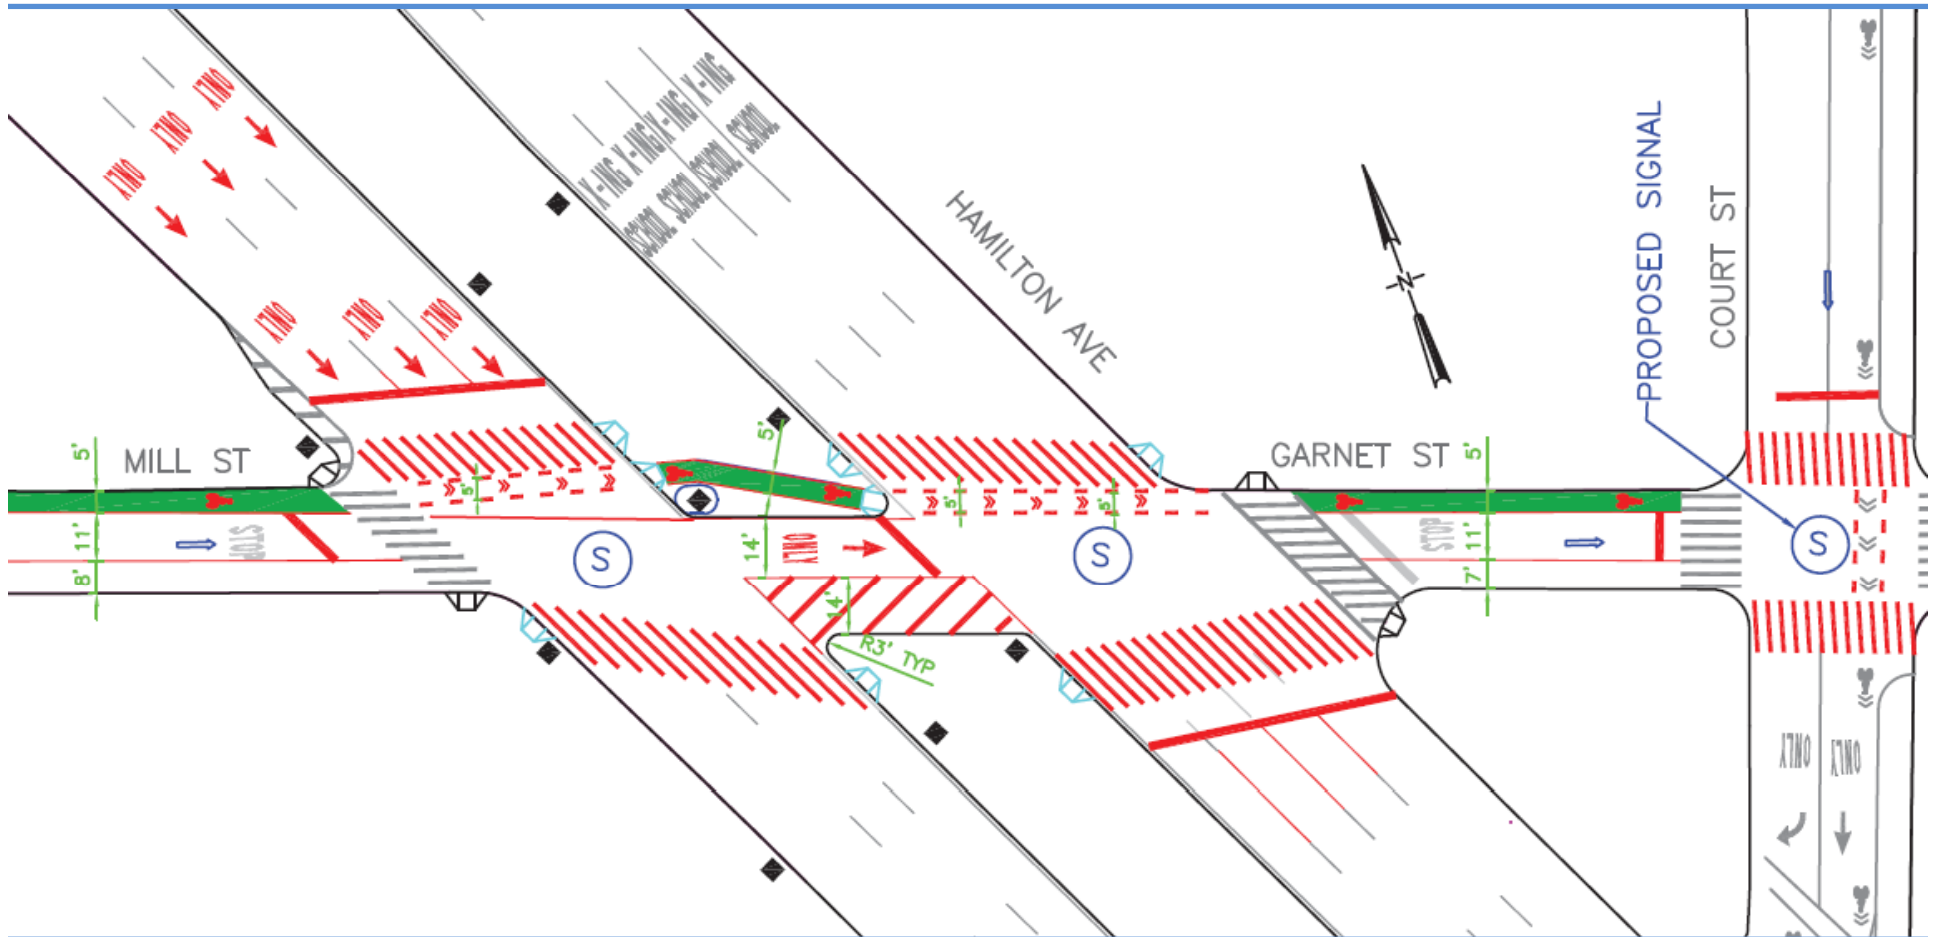 ONLY
ONLY
ONLY
X-ING X-ING X-ING X-ING
SCHOOL SCHOOL SCHOOL SCHOOL
HAMILTON AVE
N
COURT ST
PROPOSED SIGNAL
ONLY
ONLY
ONLY
MILL ST
GARNET ST
5'
11'
8'
STOP
5'
5'
5'
5'
S
14'
ONLY
14'
R3' TYP
S
5'
11'
7'
STOP
S
ONLY
ONLY